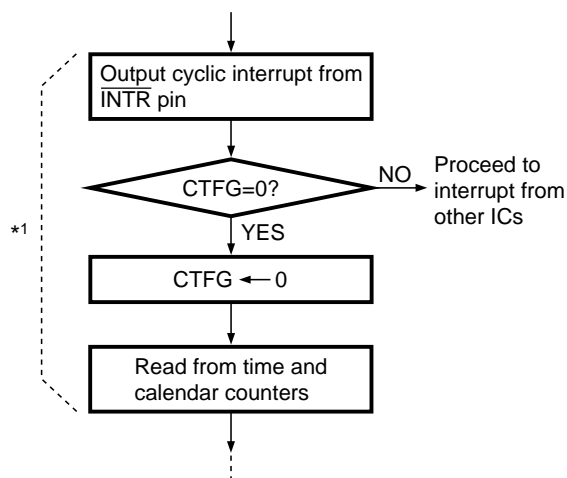 Output cyclic interrupt from
INTR pin
CTFG=0?
NO
Proceed to
interrupt from
other ICs
*1
YES
CTFG ← 0
Read from time and
calendar counters